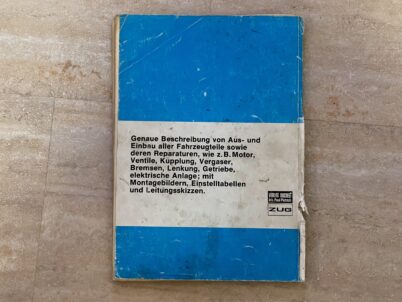 Genaue Beschreibung von Aus- und
Einbau aller Fahrzeugteile sowie
deren Reparaturen, wie z.B. Motor,
Ventile, Kupplung, Vergaser,
Bremsen, Lenkung, Getriebe,
elektrische Anlage; mit
Montagebildern, Einstelltabellen
und Leitungsskizzen.
ZUG